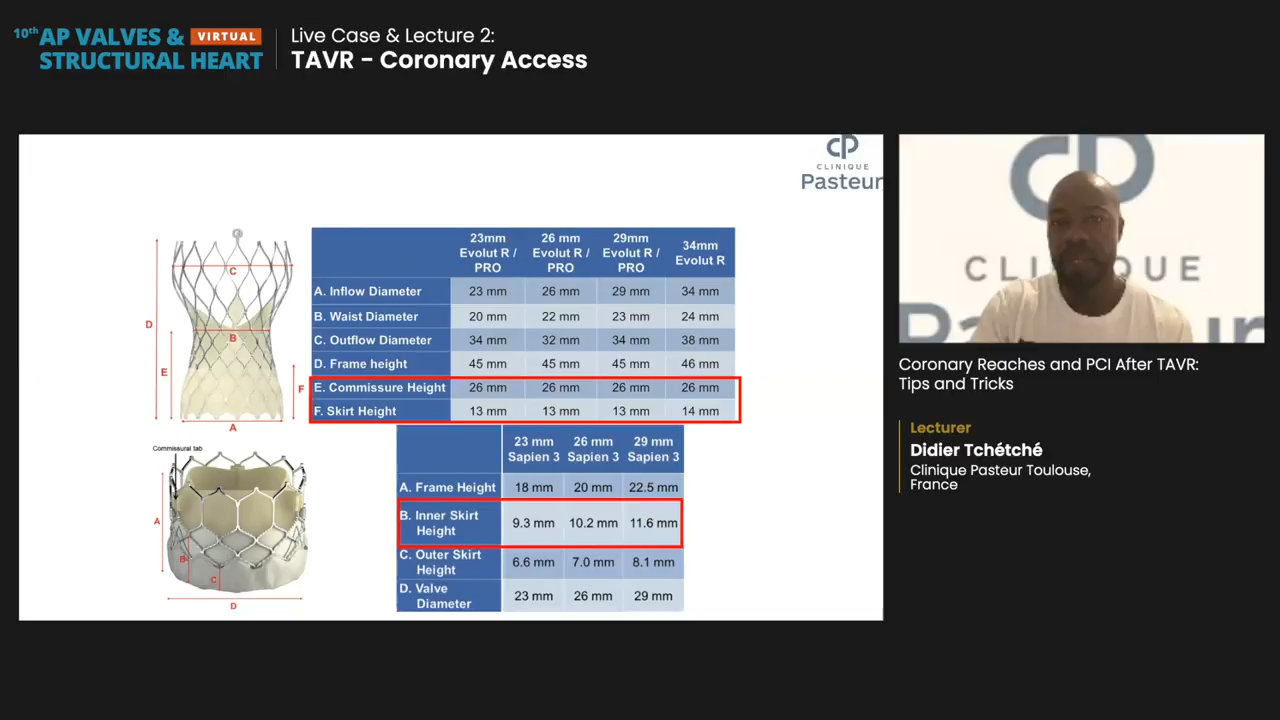 10th AP VALVES & VIRTUAL
STRUCTURAL HEART
Live Case & Lecture 2:
TAVR - Coronary Access
CP
CLINIQUE
Pasteur
23mm Evolut R / PRO 26 mm Evolut R / PRO 29mm Evolut R / PRO 34mm Evolut R
A. Inflow Diameter 23 mm 26 mm 29 mm 34 mm
B. Waist Diameter 20 mm 22 mm 23 mm 24 mm
C. Outflow Diameter 34 mm 32 mm 34 mm 38 mm
D. Frame height 45 mm 45 mm 45 mm 46 mm
E. Commissure Height 26 mm 26 mm 26 mm 26 mm
F. Skirt Height 13 mm 13 mm 13 mm 14 mm
C
D
B
E
F
A
Commissural tab
A
B
C
D
23 mm Sapien 3 26 mm Sapien 3 29 mm Sapien 3
A. Frame Height 18 mm 20 mm 22.5 mm
B. Inner Skirt Height 9.3 mm 10.2 mm 11.6 mm
C. Outer Skirt Height 6.6 mm 7.0 mm 8.1 mm
D. Valve Diameter 23 mm 26 mm 29 mm
CLINIQUE
Pasteur
Coronary Reaches and PCI After TAVR:
Tips and Tricks
Lecturer
Didier Tchétché
Clinique Pasteur Toulouse,
France